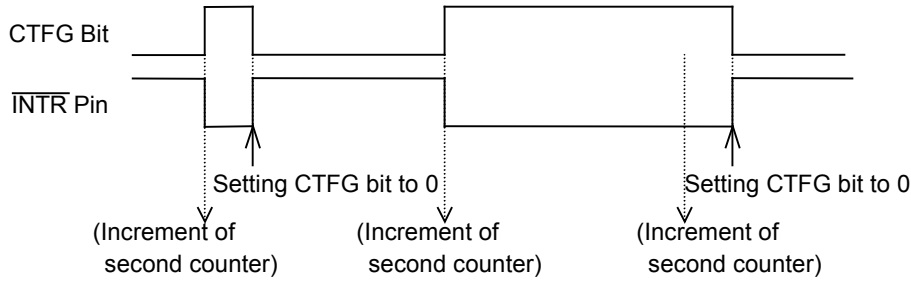 CTFG Bit
INTR Pin
Setting CTFG bit to 0
Setting CTFG bit to 0
(Increment of
second counter)
(Increment of
second counter)
(Increment of
second counter)